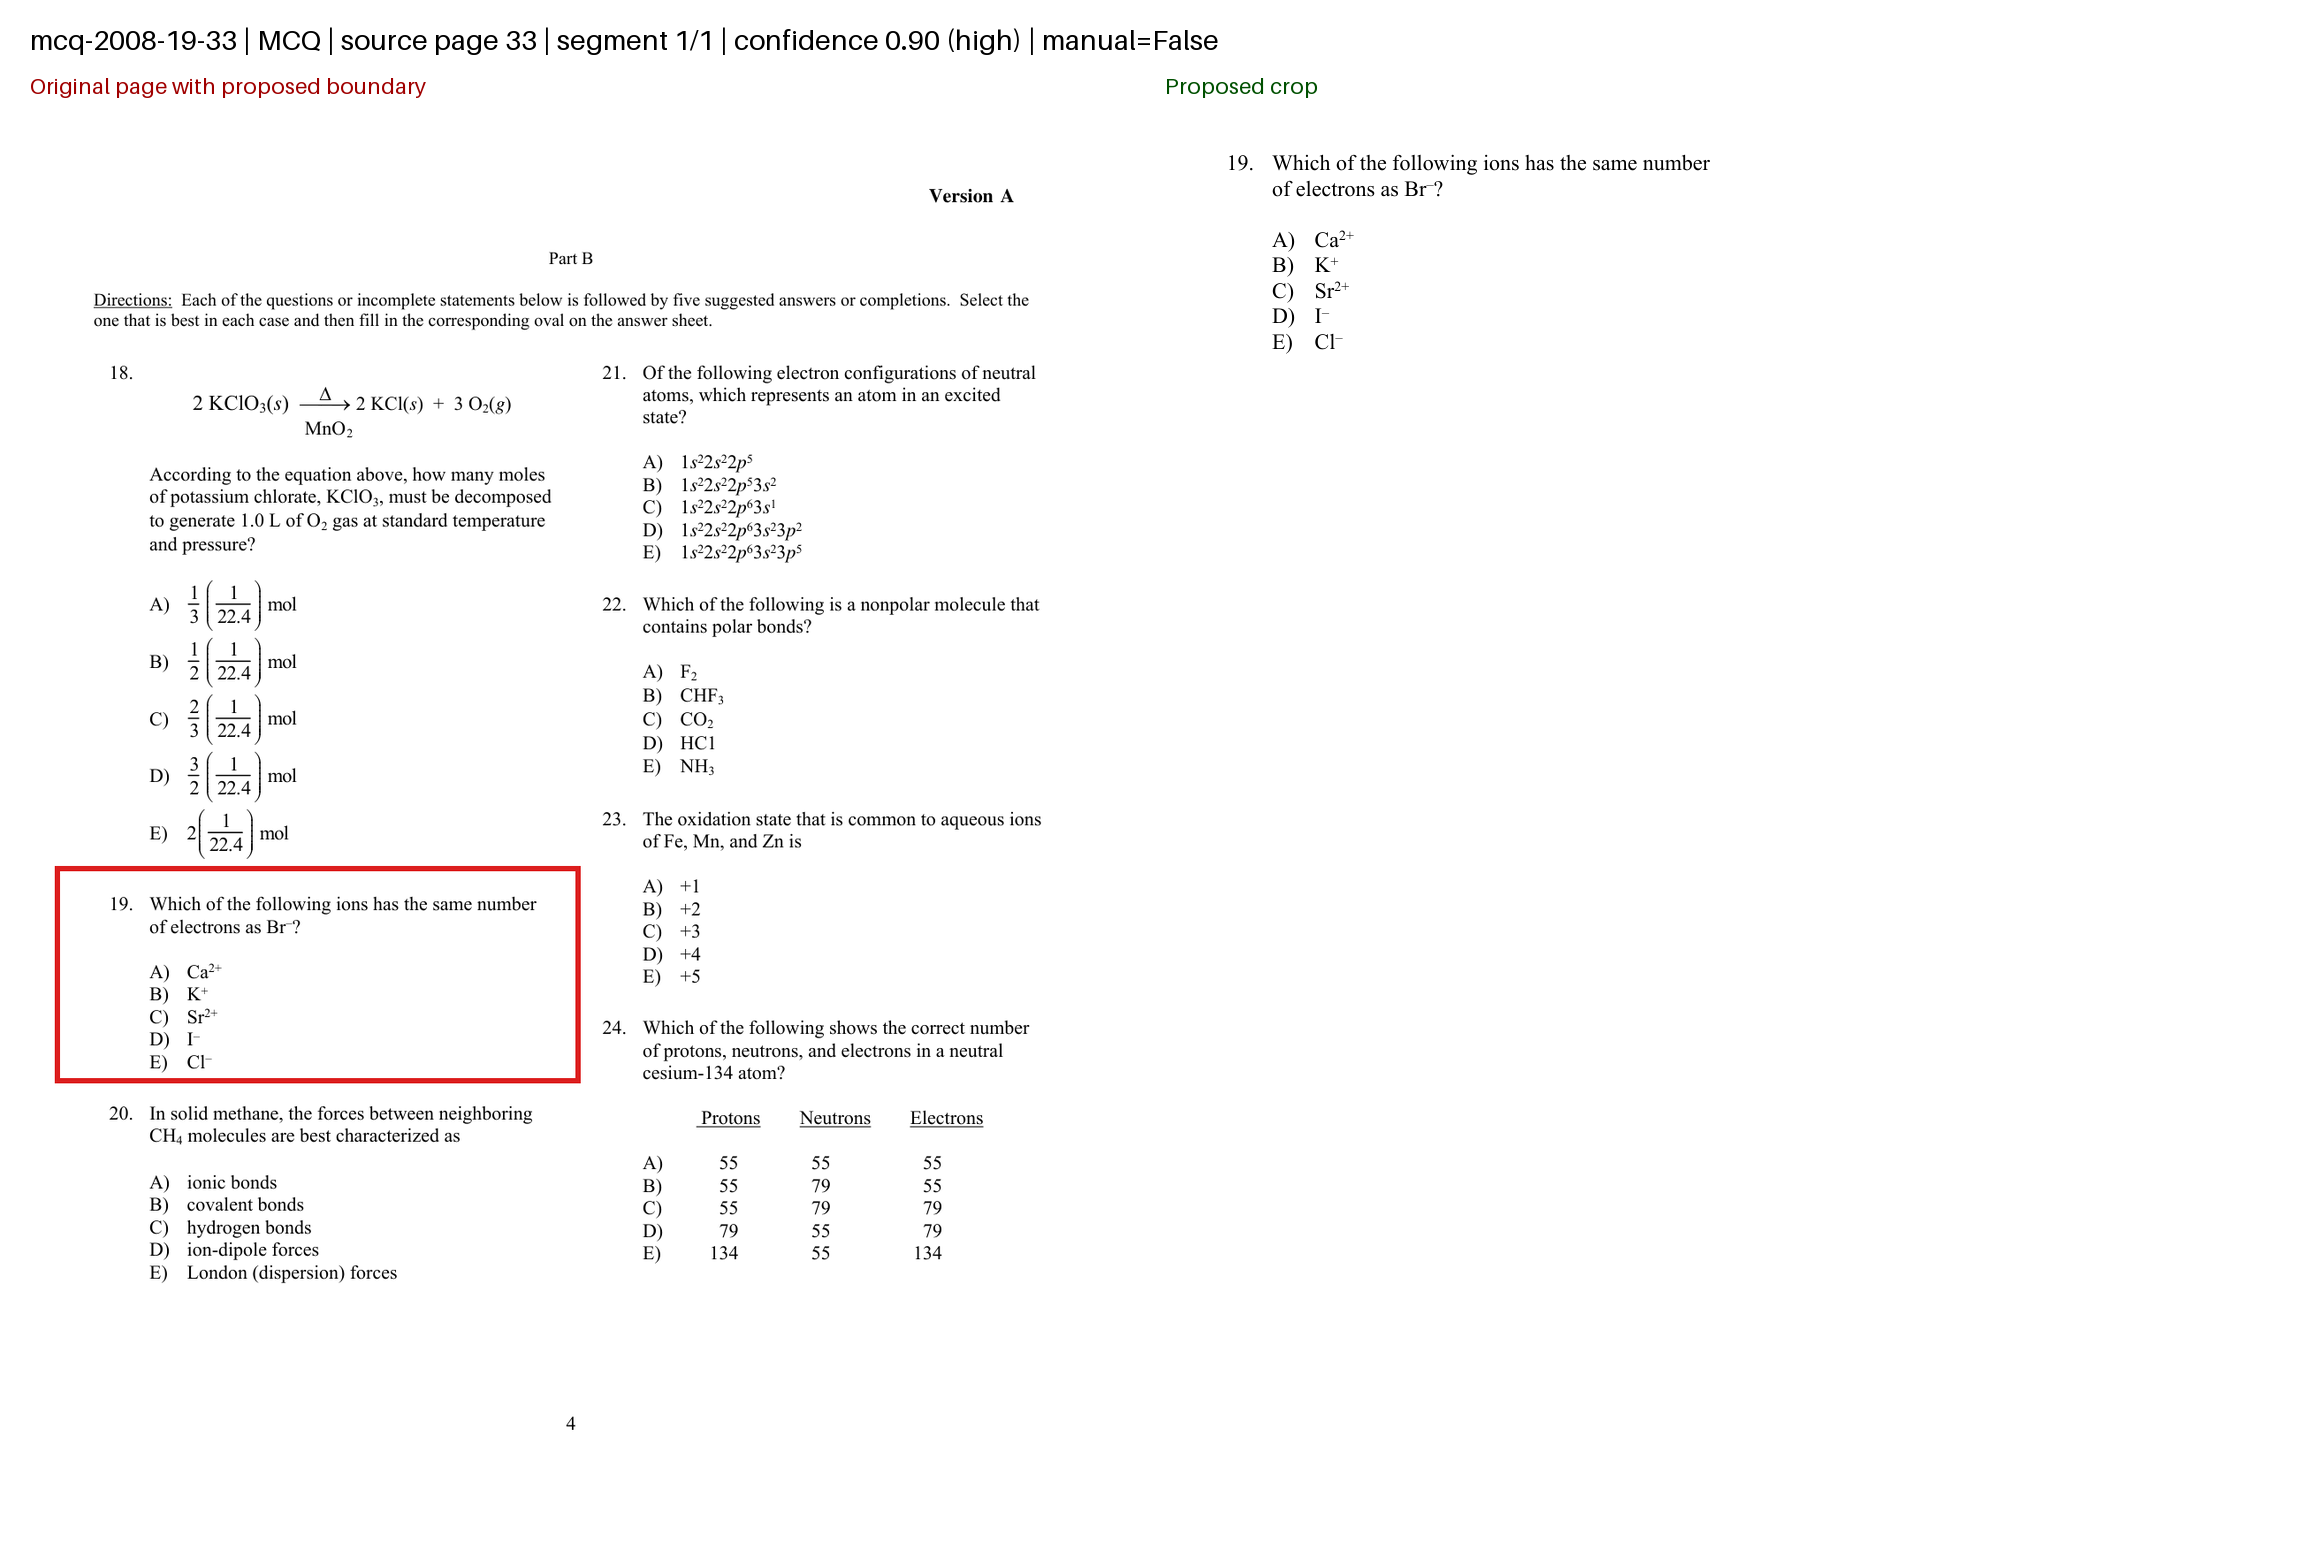 mcq-2008-19-33 | MCQ | source page 33 | segment 1/1 | confidence 0.90 (high) | manual=False
Original page with proposed boundary
Proposed crop
Version A
Part B
Directions: Each of the questions or incomplete statements below is followed by five suggested answers or completions. Select the
one that is best in each case and then fill in the corresponding oval on the answer sheet.
18.
2 KClO₃(s) —Δ→ 2 KCl(s) + 3 O₂(g)
MnO₂
According to the equation above, how many moles
of potassium chlorate, KClO₃, must be decomposed
to generate 1.0 L of O₂ gas at standard temperature
and pressure?
A) 1/3 (1/22.4) mol
B) 1/2 (1/22.4) mol
C) 2/3 (1/22.4) mol
D) 3/2 (1/22.4) mol
E) 2(1/22.4) mol
19. Which of the following ions has the same number
of electrons as Br⁻?
A) Ca²⁺
B) K⁺
C) Sr²⁺
D) I⁻
E) Cl⁻
20. In solid methane, the forces between neighboring
CH₄ molecules are best characterized as
A) ionic bonds
B) covalent bonds
C) hydrogen bonds
D) ion-dipole forces
E) London (dispersion) forces
21. Of the following electron configurations of neutral
atoms, which represents an atom in an excited
state?
A) 1s²2s²2p⁵
B) 1s²2s²2p⁵3s²
C) 1s²2s²2p⁶3s¹
D) 1s²2s²2p⁶3s²3p²
E) 1s²2s²2p⁶3s²3p⁵
22. Which of the following is a nonpolar molecule that
contains polar bonds?
A) F₂
B) CHF₃
C) CO₂
D) HC1
E) NH₃
23. The oxidation state that is common to aqueous ions
of Fe, Mn, and Zn is
A) +1
B) +2
C) +3
D) +4
E) +5
24. Which of the following shows the correct number
of protons, neutrons, and electrons in a neutral
cesium-134 atom?
Protons Neutrons Electrons
A) 55 55 55
B) 55 79 55
C) 55 79 79
D) 79 55 79
E) 134 55 134
4
19. Which of the following ions has the same number
of electrons as Br⁻?
A) Ca²⁺
B) K⁺
C) Sr²⁺
D) I⁻
E) Cl⁻